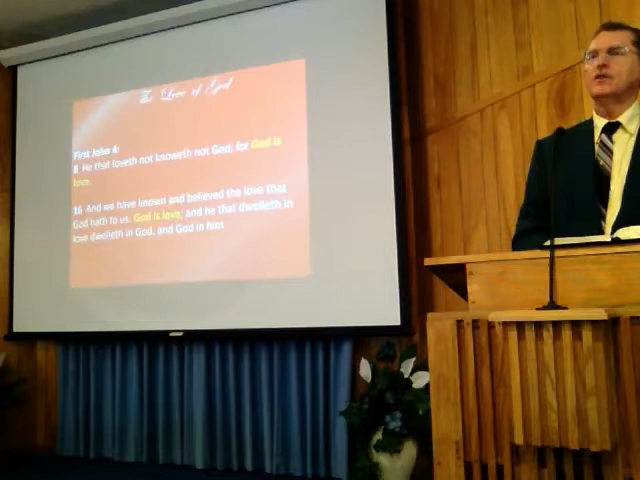 The Love of God
First John 4:
8 He that loveth not knoweth not God; for God is
love.
16 And we have known and believed the love that
God hath to us. God is love; and he that dwelleth in
love dwelleth in God, and God in him